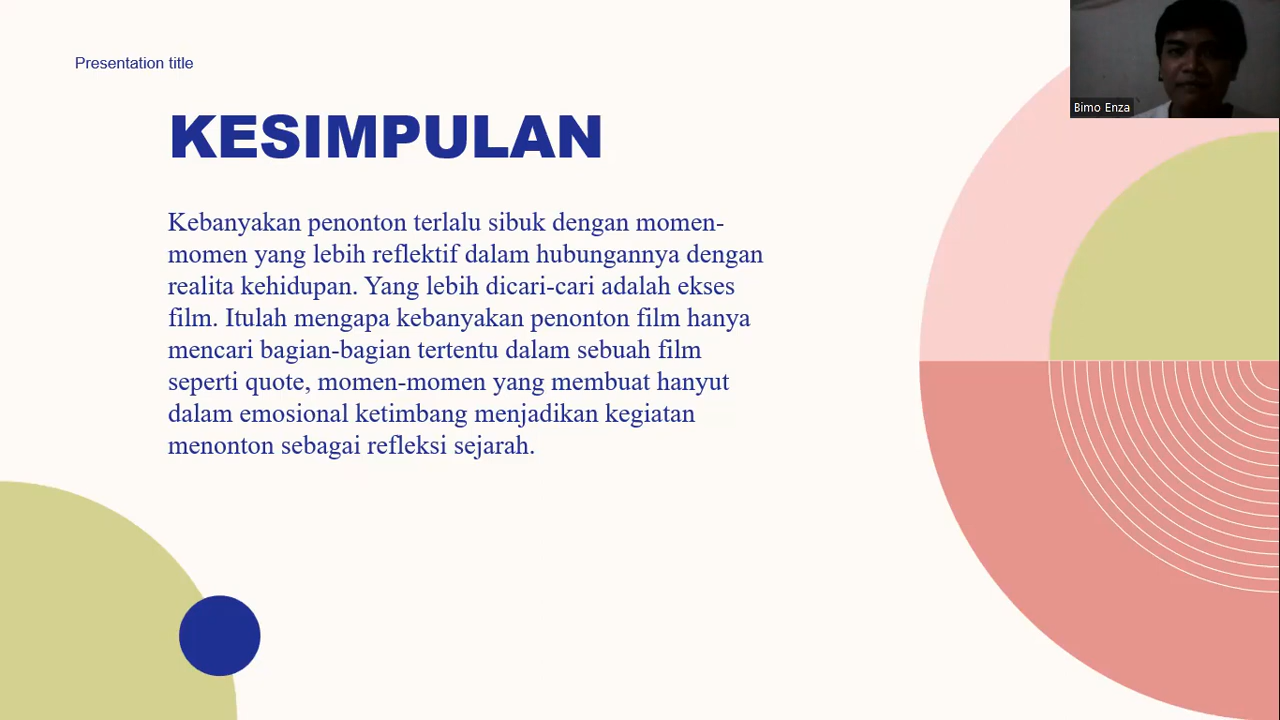 Presentation title
KESIMPULAN
Kebanyakan penonton terlalu sibuk dengan momen-
momen yang lebih reflektif dalam hubungannya dengan
realita kehidupan. Yang lebih dicari-cari adalah ekses
film. Itulah mengapa kebanyakan penonton film hanya
mencari bagian-bagian tertentu dalam sebuah film
seperti quote, momen-momen yang membuat hanyut
dalam emosional ketimbang menjadikan kegiatan
menonton sebagai refleksi sejarah.
Bimo Enza